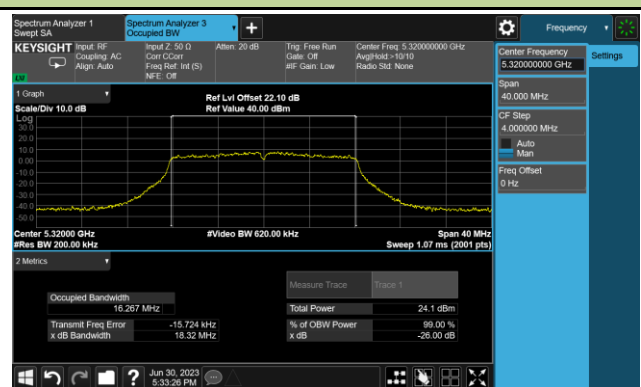 Spectrum Analyzer 1
Swept SA
Spectrum Analyzer 3
Occupied BW
Frequency
KEYSIGHT
Input: RF
Coupling: AC
Align: Auto
Input Z: 50 Ω
Corr CCorr
Freq Ref: Int (S)
NFE: Off
Atten: 20 dB
Trig: Free Run
Gate: Off
#IF Gain: Low
Center Freq: 5.320000000 GHz
Avg|Hold:>10/10
Radio Std: None
Center Frequency
5.320000000 GHz
Settings
Span
40.000 MHz
CF Step
4.000000 MHz
Auto
Man
Freq Offset
0 Hz
1 Graph
Scale/Div 10.0 dB
Ref Lvl Offset 22.10 dB
Ref Value 40.00 dBm
Log
30.0
20.0
10.0
0.00
-10.0
-20.0
-30.0
-40.0
-50.0
Center 5.32000 GHz
#Res BW 200.00 kHz
#Video BW 620.00 kHz
Span 40 MHz
Sweep 1.07 ms (2001 pts)
2 Metrics
Measure Trace
Trace 1
Occupied Bandwidth
16.267 MHz
Total Power
24.1 dBm
Transmit Freq Error
-15.724 kHz
% of OBW Power
99.00 %
x dB Bandwidth
18.32 MHz
x dB
-26.00 dB
?
Jun 30, 2023
5:33:26 PM